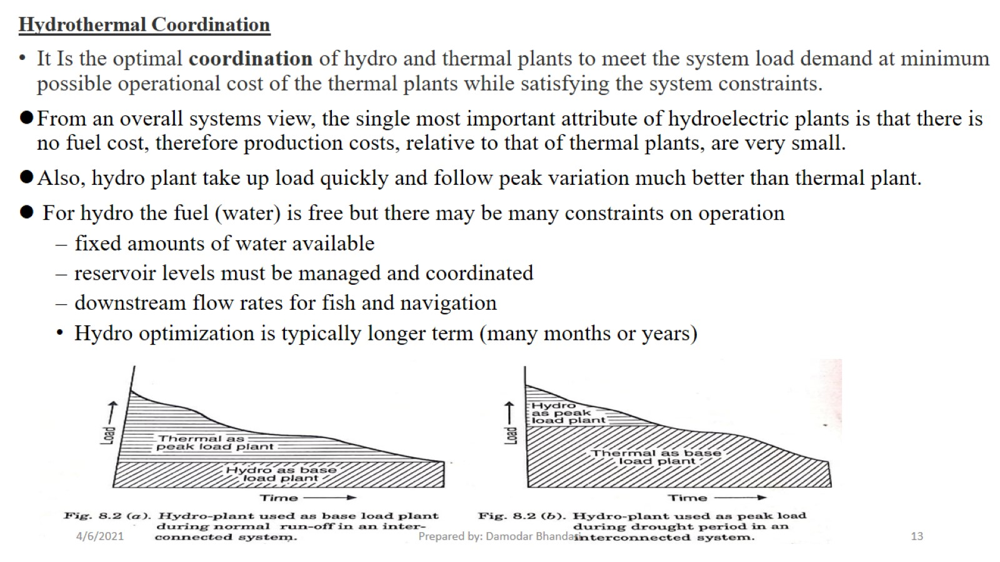 Hydrothermal Coordination
• It Is the optimal coordination of hydro and thermal plants to meet the system load demand at minimum
possible operational cost of the thermal plants while satisfying the system constraints.
● From an overall systems view, the single most important attribute of hydroelectric plants is that there is
no fuel cost, therefore production costs, relative to that of thermal plants, are very small.
● Also, hydro plant take up load quickly and follow peak variation much better than thermal plant.
● For hydro the fuel (water) is free but there may be many constraints on operation
– fixed amounts of water available
– reservoir levels must be managed and coordinated
– downstream flow rates for fish and navigation
• Hydro optimization is typically longer term (many months or years)
Load
Thermal as
peak load plant
Hydro as base
load plant
Time
Fig. 8.2 (a). Hydro-plant used as base load plant
during normal run-off in an inter-
connected system.
Load
Hydro
as peak
load plant
Thermal as base
load plant
Time
Fig. 8.2 (b). Hydro-plant used as peak load
during drought period in an
interconnected system.
4/6/2021
Prepared by: Damodar Bhandari
13